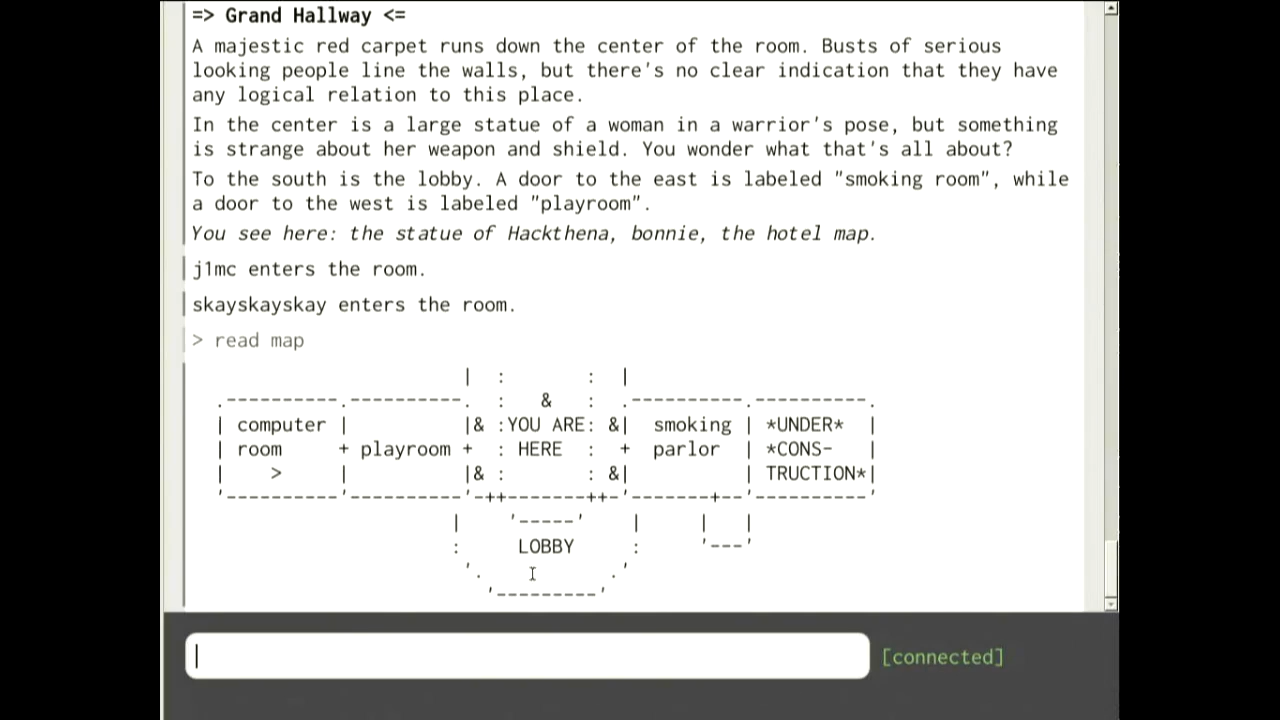 => Grand Hallway <=
A majestic red carpet runs down the center of the room. Busts of serious
looking people line the walls, but there's no clear indication that they have
any logical relation to this place.
In the center is a large statue of a woman in a warrior's pose, but something
is strange about her weapon and shield. You wonder what that's all about?
To the south is the lobby. A door to the east is labeled "smoking room", while
a door to the west is labeled "playroom".
You see here: the statue of Hackthena, bonnie, the hotel map.
j1mc enters the room.
skayskayskay enters the room.
> read map
                      |  :       :  |
.----------.----------.  :   &   :  .----------.----------.
| computer |          |& :YOU ARE: &|  smoking | *UNDER*  |
| room     + playroom +  : HERE  :  +  parlor  | *CONS-   |
|    >     |          |& :       : &|          | TRUCTION*|
'----------'----------'-++-------++-'-------+--'----------'
                     |    '-----'    |     |   |
                     :     LOBBY     :     '---'
                      '.           .'
                        '---------'
[connected]